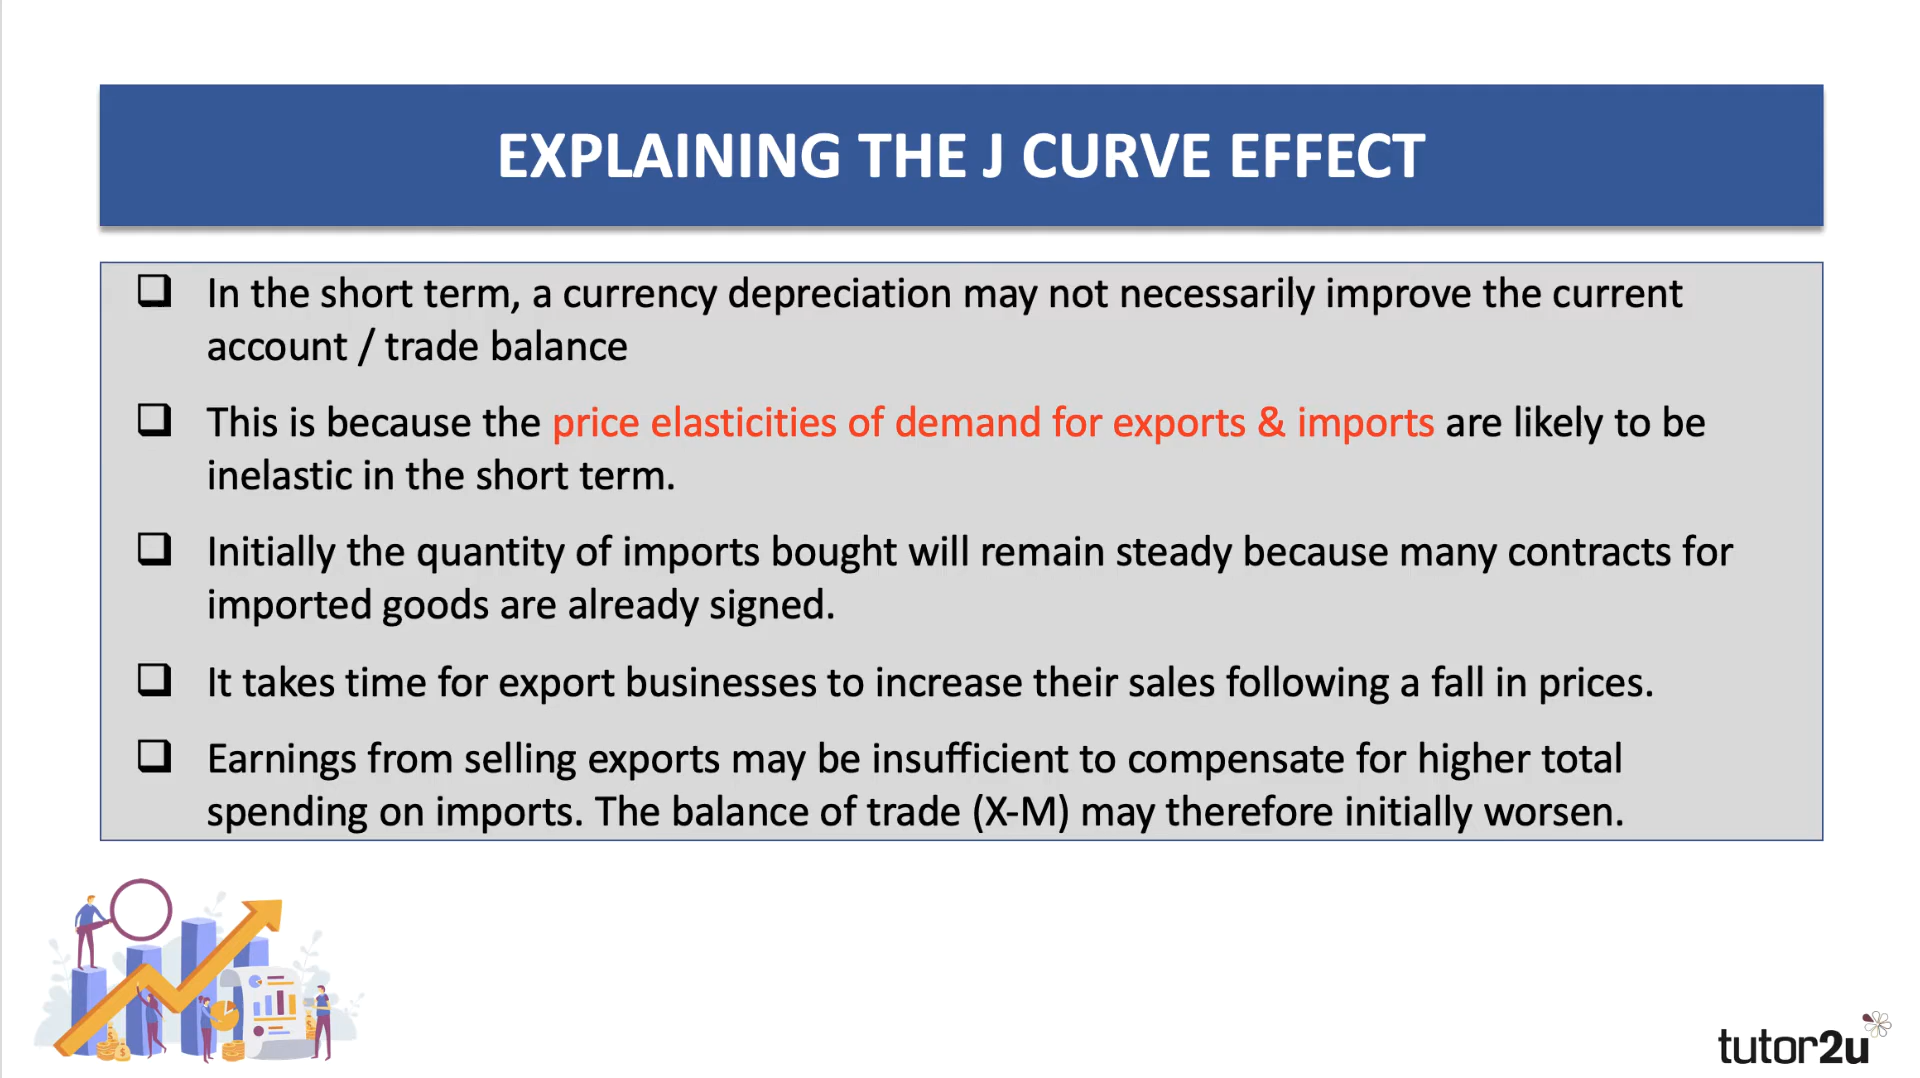 EXPLAINING THE J CURVE EFFECT
In the short term, a currency depreciation may not necessarily improve the current
account / trade balance
This is because the price elasticities of demand for exports & imports are likely to be
inelastic in the short term.
Initially the quantity of imports bought will remain steady because many contracts for
imported goods are already signed.
It takes time for export businesses to increase their sales following a fall in prices.
Earnings from selling exports may be insufficient to compensate for higher total
spending on imports. The balance of trade (X-M) may therefore initially worsen.
tutor2u